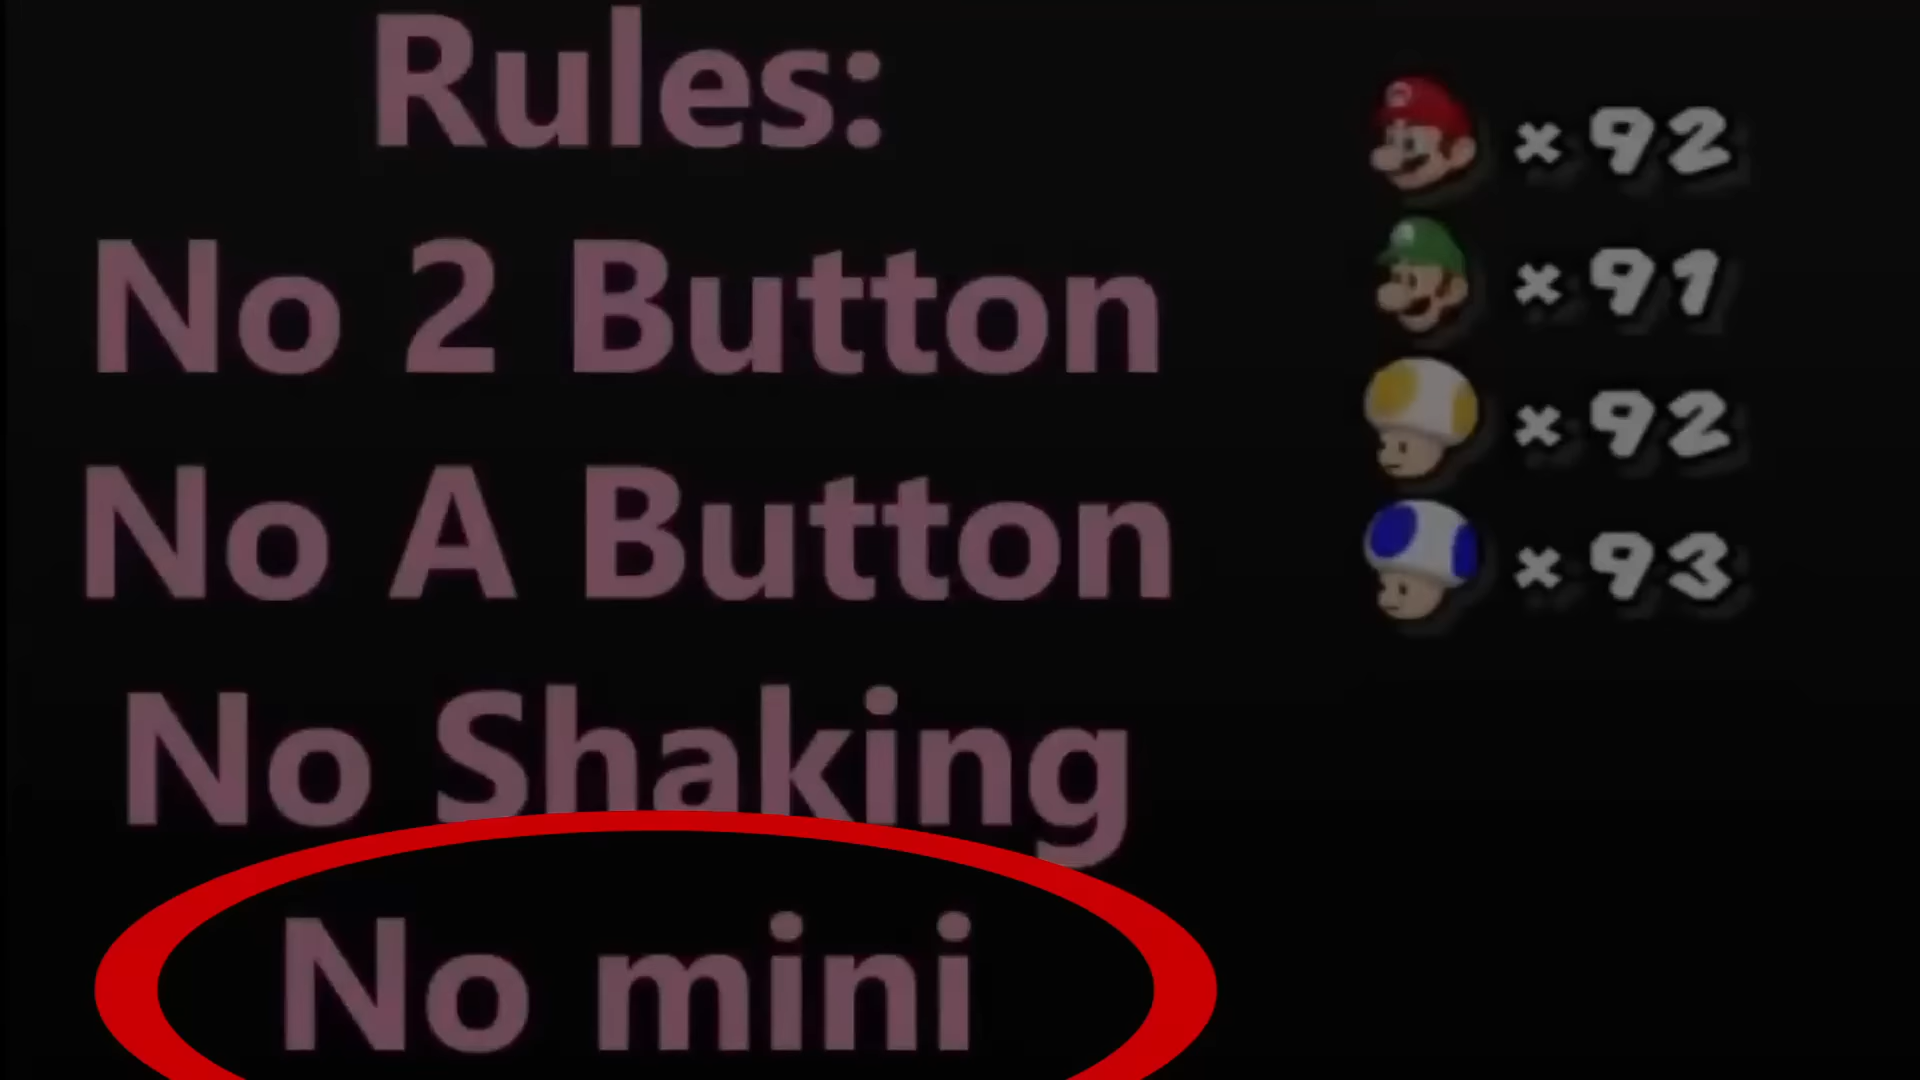 Rules:
No 2 Button
No A Button
No Shaking
No mini
×92
×91
×92
×93